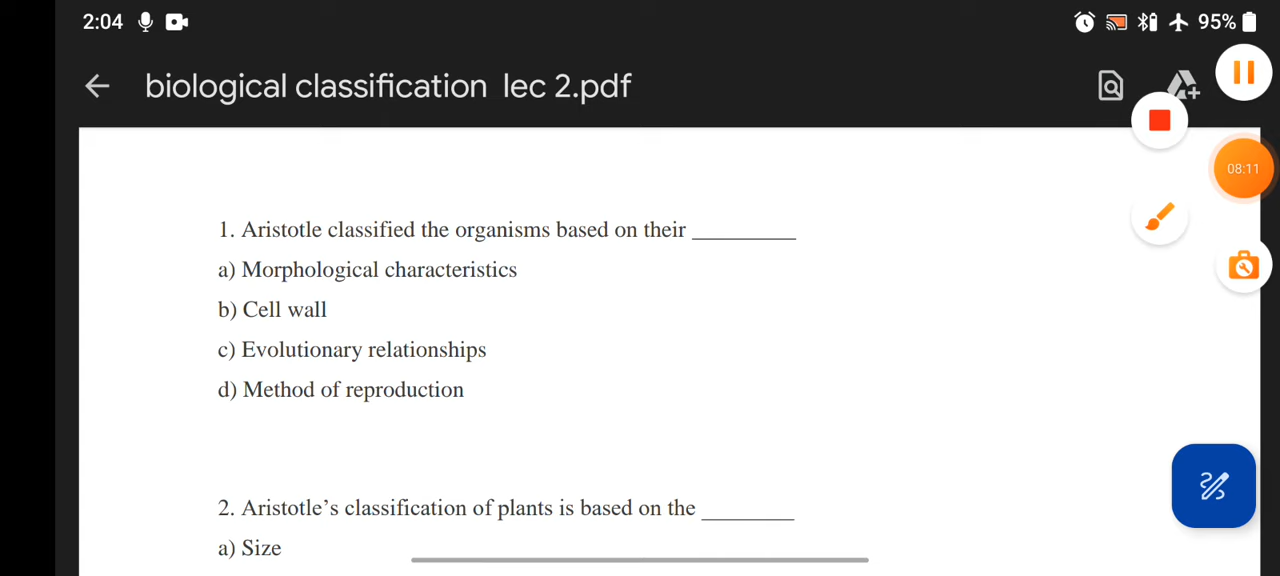 2:04 95%
biological classification lec 2.pdf
08:11
1. Aristotle classified the organisms based on their _________
a) Morphological characteristics
b) Cell wall
c) Evolutionary relationships
d) Method of reproduction
2. Aristotle’s classification of plants is based on the ________
a) Size